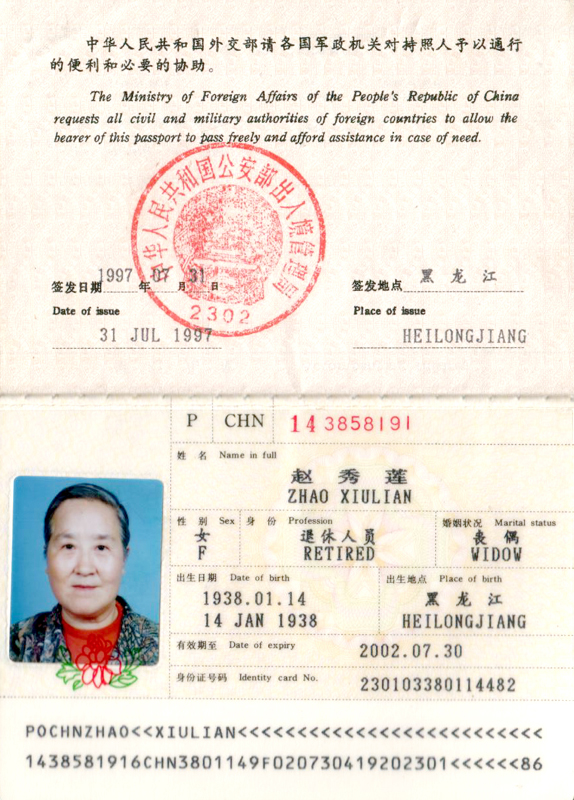 中华人民共和国外交部请各国军政机关对持照人予以通行
的便利和必要的协助。
The Ministry of Foreign Affairs of the People's Republic of China
requests all civil and military authorities of foreign countries to allow the
bearer of this passport to pass freely and afford assistance in case of need.
中华人民共和国公安部出入境管理局
2302
签发日期 1997 年 07 月 31 日
Date of issue
31 JUL 1997
签发地点 黑 龙 江
Place of issue
HEILONGJIANG
P CHN 143858191
姓 名 Name in full
赵 秀 莲
ZHAO XIULIAN
性 别 Sex
女
F
身 份 Profession
退休人员
RETIRED
婚姻状况 Marital status
丧 偶
WIDOW
出生日期 Date of birth
1938.01.14
14 JAN 1938
出生地点 Place of birth
黑 龙 江
HEILONGJIANG
有效期至 Date of expiry
2002.07.30
身份证号码 Identity card No.
230103380114482
POCHNZHAO<<XIULIAN<<<<<<<<<<<<<<<<<<<<<<<<<<
1438581916CHN3801149F020730419202301<<<<<<86